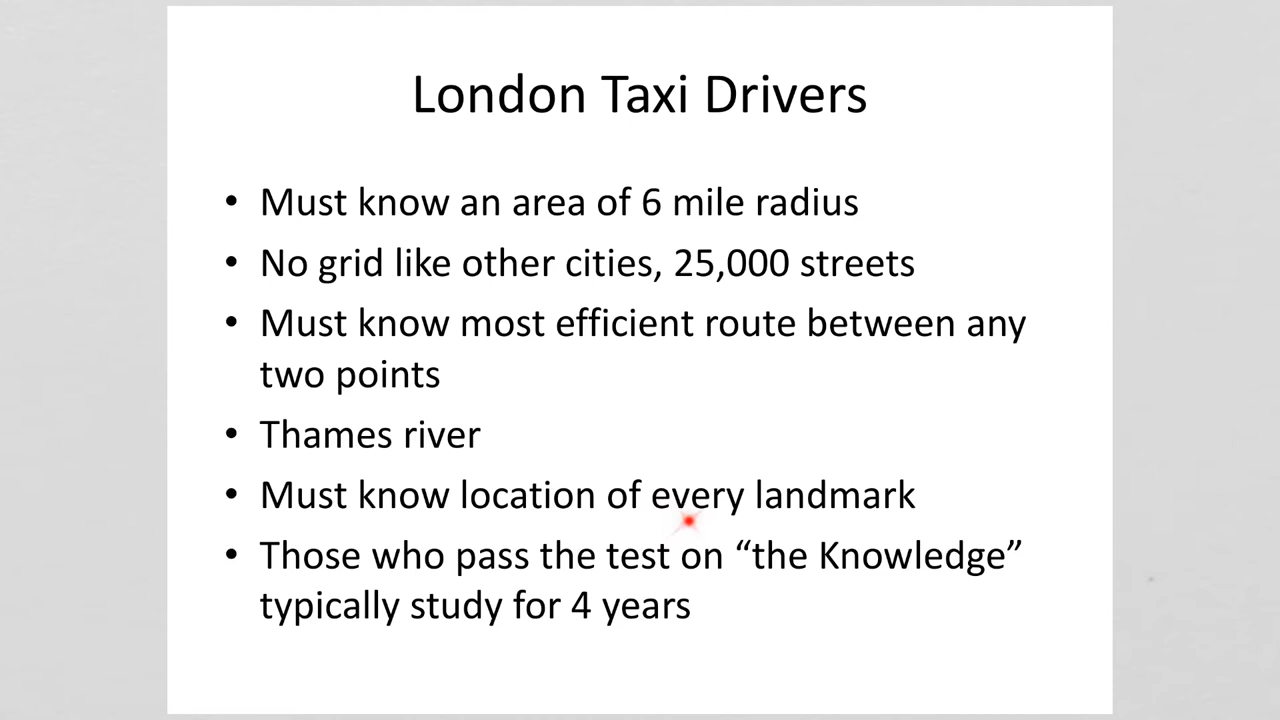 London Taxi Drivers
• Must know an area of 6 mile radius
• No grid like other cities, 25,000 streets
• Must know most efficient route between any
two points
• Thames river
• Must know location of every landmark
• Those who pass the test on “the Knowledge”
typically study for 4 years